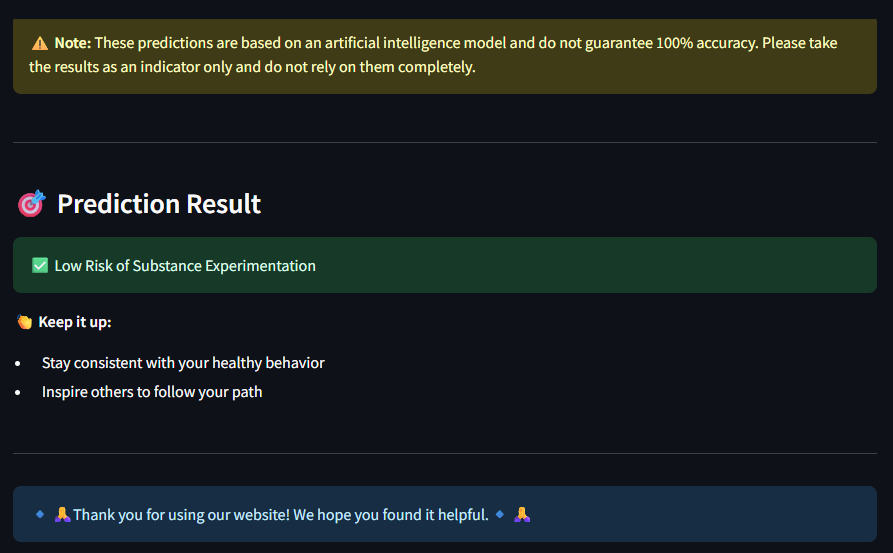 ⚠️ Note: These predictions are based on an artificial intelligence model and do not guarantee 100% accuracy. Please take
the results as an indicator only and do not rely on them completely.
🎯 Prediction Result
✅ Low Risk of Substance Experimentation
👏 Keep it up:
• Stay consistent with your healthy behavior
• Inspire others to follow your path
🔹 🙏Thank you for using our website! We hope you found it helpful.🔹 🙏